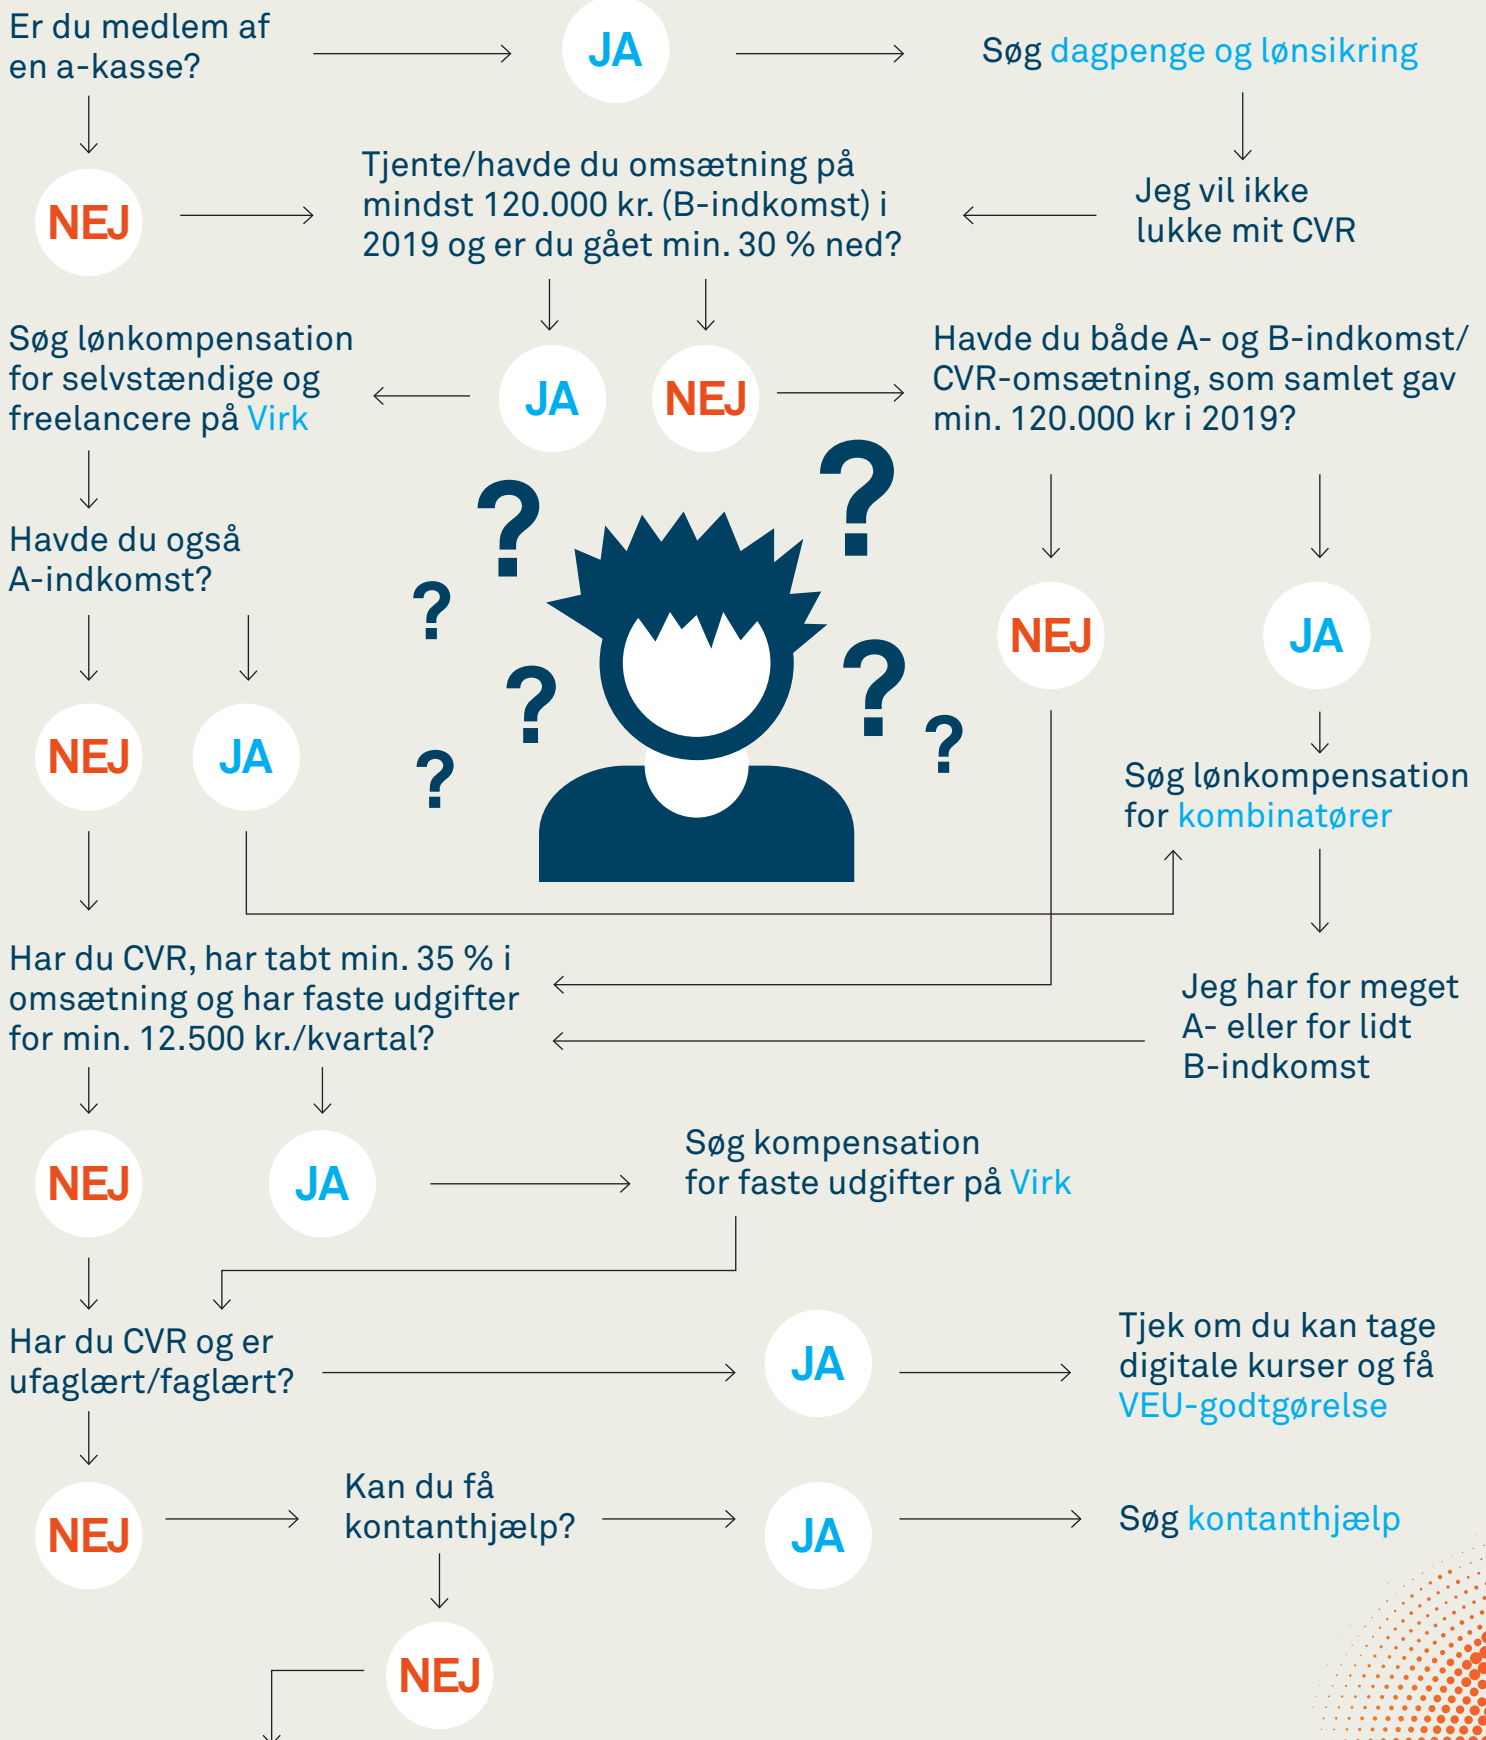 Er du medlem af
en a-kasse?
JA
Søg dagpenge og lønsikring
NEJ
Tjente/havde du omsætning på
mindst 120.000 kr. (B-indkomst) i
2019 og er du gået min. 30 % ned?
Jeg vil ikke
lukke mit CVR
Søg lønkompensation
for selvstændige og
freelancere på Virk
JA
NEJ
Havde du både A- og B-indkomst/
CVR-omsætning, som samlet gav
min. 120.000 kr i 2019?
?
?
?
?
?
?
?
Havde du også
A-indkomst?
NEJ
JA
NEJ
JA
Søg lønkompensation
for kombinatører
Har du CVR, har tabt min. 35 % i
omsætning og har faste udgifter
for min. 12.500 kr./kvartal?
Jeg har for meget
A- eller for lidt
B-indkomst
NEJ
JA
Søg kompensation
for faste udgifter på Virk
Har du CVR og er
ufaglært/faglært?
JA
Tjek om du kan tage
digitale kurser og få
VEU-godtgørelse
NEJ
Kan du få
kontanthjælp?
JA
Søg kontanthjælp
NEJ